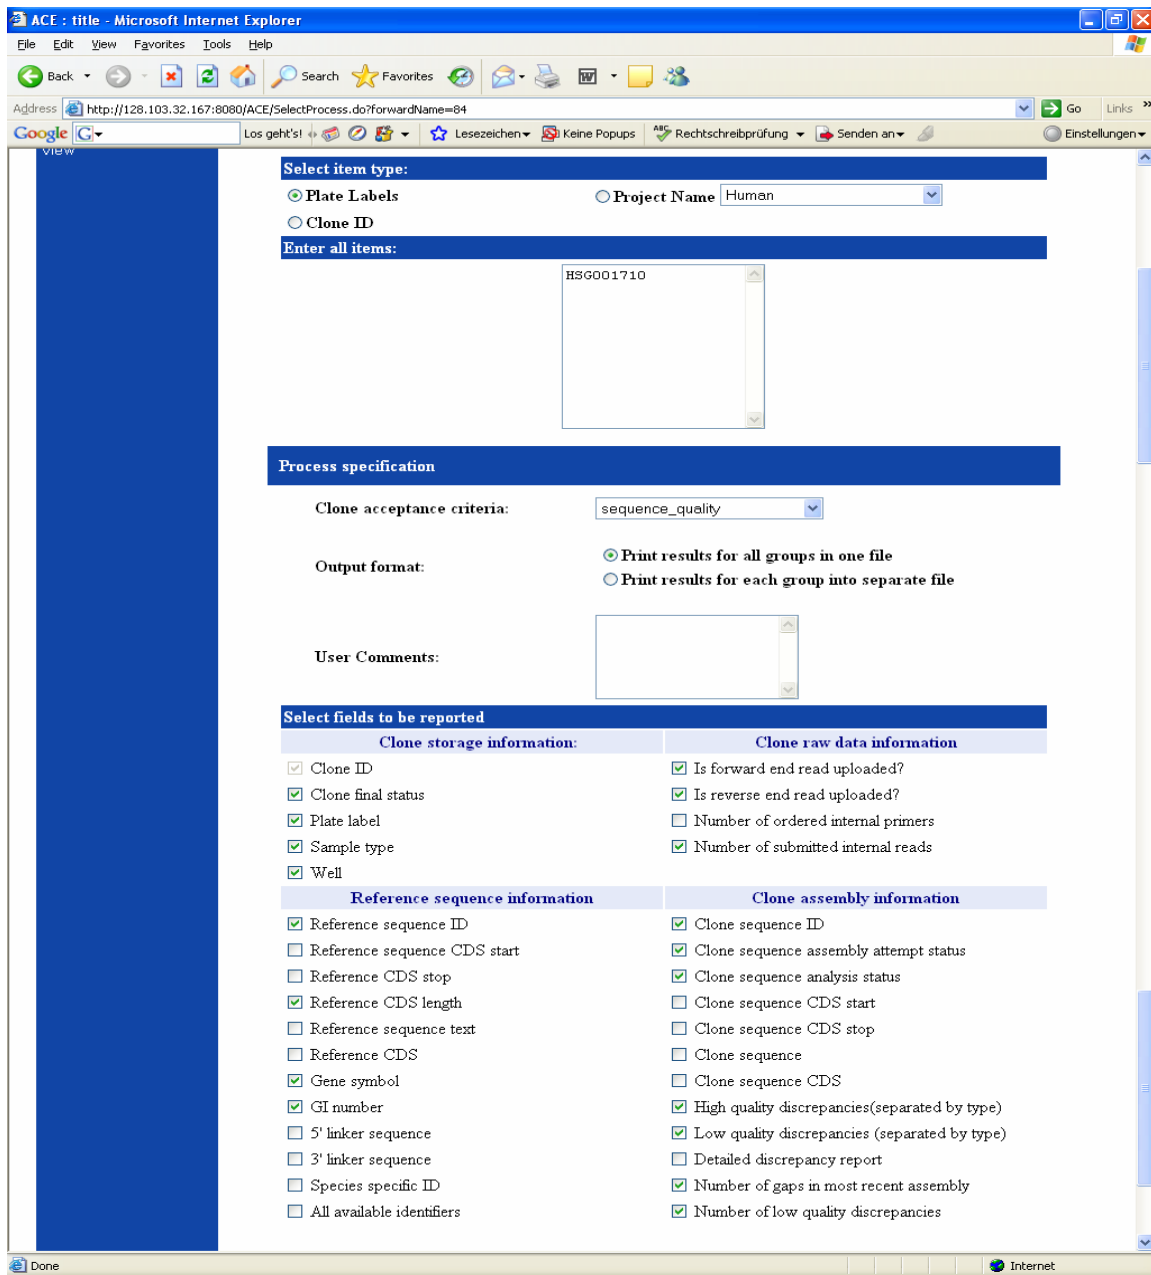 ACE : title - Microsoft Internet Explorer
File Edit View Favorites Tools Help
Back Search Favorites
Address http://128.103.32.167:8080/ACE/SelectProcess.do?forwardName=84 Go Links »
Google G Los geht's! Lesezeichen Keine Popups ABC Rechtschreibprüfung Senden an Einstellungen
view
Select item type:
Plate Labels Project Name Human
Clone ID
Enter all items:
HSG001710
Process specification
Clone acceptance criteria: sequence_quality
Output format: Print results for all groups in one file
Print results for each group into separate file
User Comments:
Select fields to be reported
Clone storage information: Clone raw data information
Clone ID Is forward end read uploaded?
Clone final status Is reverse end read uploaded?
Plate label Number of ordered internal primers
Sample type Number of submitted internal reads
Well
Reference sequence information Clone assembly information
Reference sequence ID Clone sequence ID
Reference sequence CDS start Clone sequence assembly attempt status
Reference CDS stop Clone sequence analysis status
Reference CDS length Clone sequence CDS start
Reference sequence text Clone sequence CDS stop
Reference CDS Clone sequence
Gene symbol Clone sequence CDS
GI number High quality discrepancies(separated by type)
5' linker sequence Low quality discrepancies (separated by type)
3' linker sequence Detailed discrepancy report
Species specific ID Number of gaps in most recent assembly
All available identifiers Number of low quality discrepancies
Done Internet